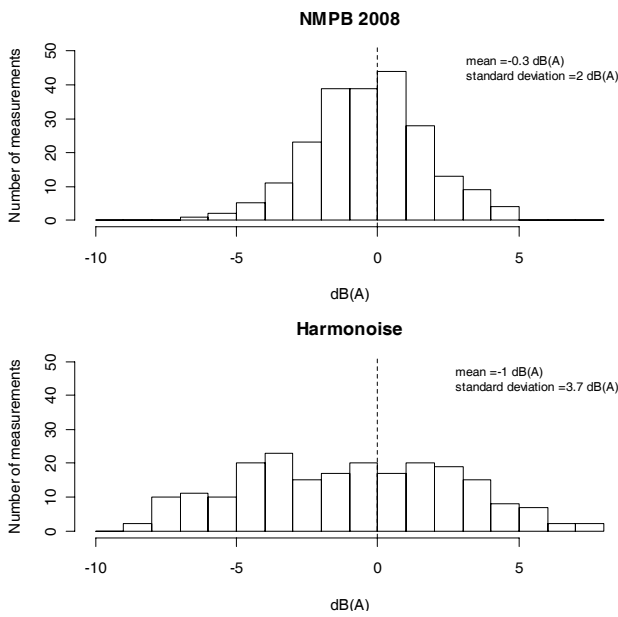 NMPB 2008
mean =-0.3 dB(A)
standard deviation =2 dB(A)
Number of measurements
50
40
30
20
10
0
-10 -5 0 5
dB(A)
Harmonoise
mean =-1 dB(A)
standard deviation =3.7 dB(A)
Number of measurements
50
40
30
20
10
0
-10 -5 0 5
dB(A)